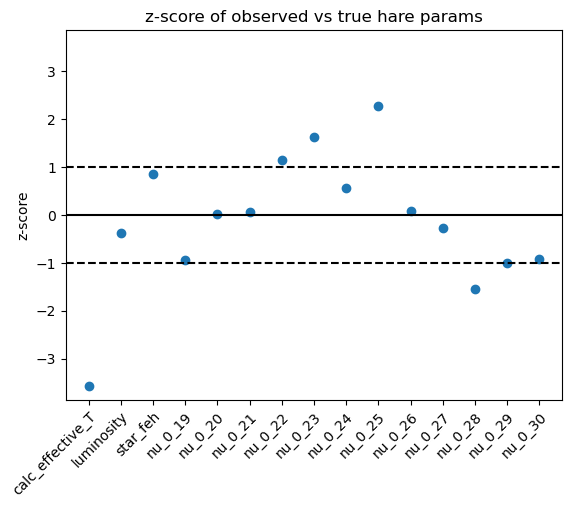 z-score of observed vs true hare params
z-score
3
2
1
0
−1
−2
−3
calc_effective_T
luminosity
star_feh
nu_0_19
nu_0_20
nu_0_21
nu_0_22
nu_0_23
nu_0_24
nu_0_25
nu_0_26
nu_0_27
nu_0_28
nu_0_29
nu_0_30